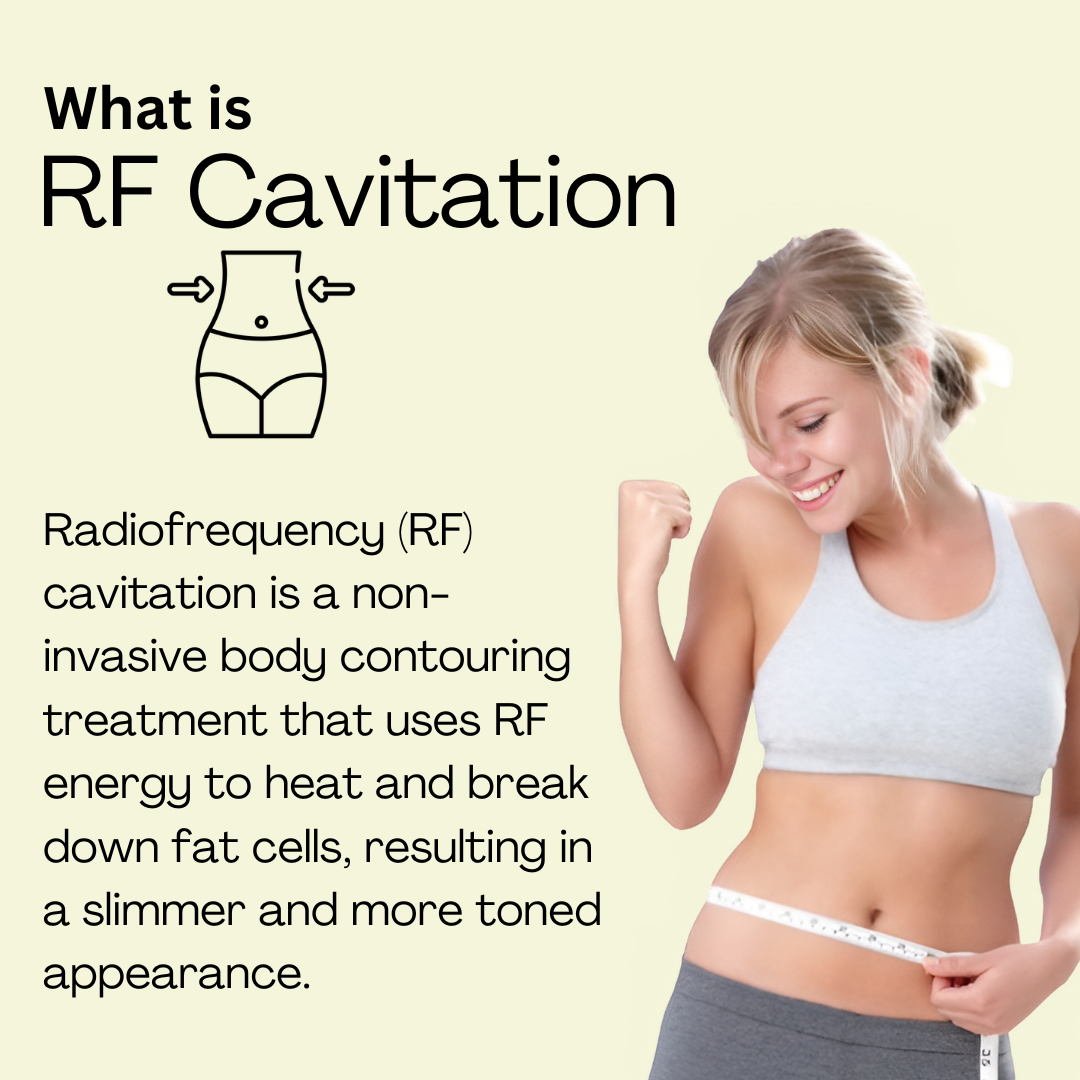 What is
RF Cavitation
Radiofrequency (RF)
cavitation is a non-
invasive body contouring
treatment that uses RF
energy to heat and break
down fat cells, resulting in
a slimmer and more toned
appearance.